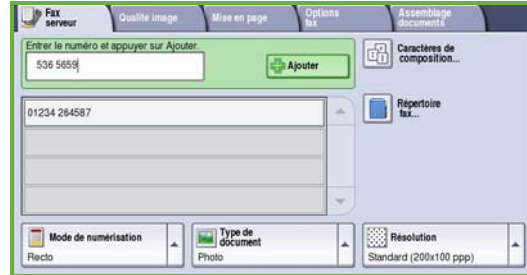 Fax
serveur
Qualité image
Mise en page
Options
fax
Assemblage
documents
Entrer le numéro et appuyer sur Ajouter.
536 5659
Ajouter
Caractères de
composition...
01234 264587
Répertoire
fax...
Mode de numérisation
Recto
Type de
document
Photo
Résolution
Standard (200x100 ppp)